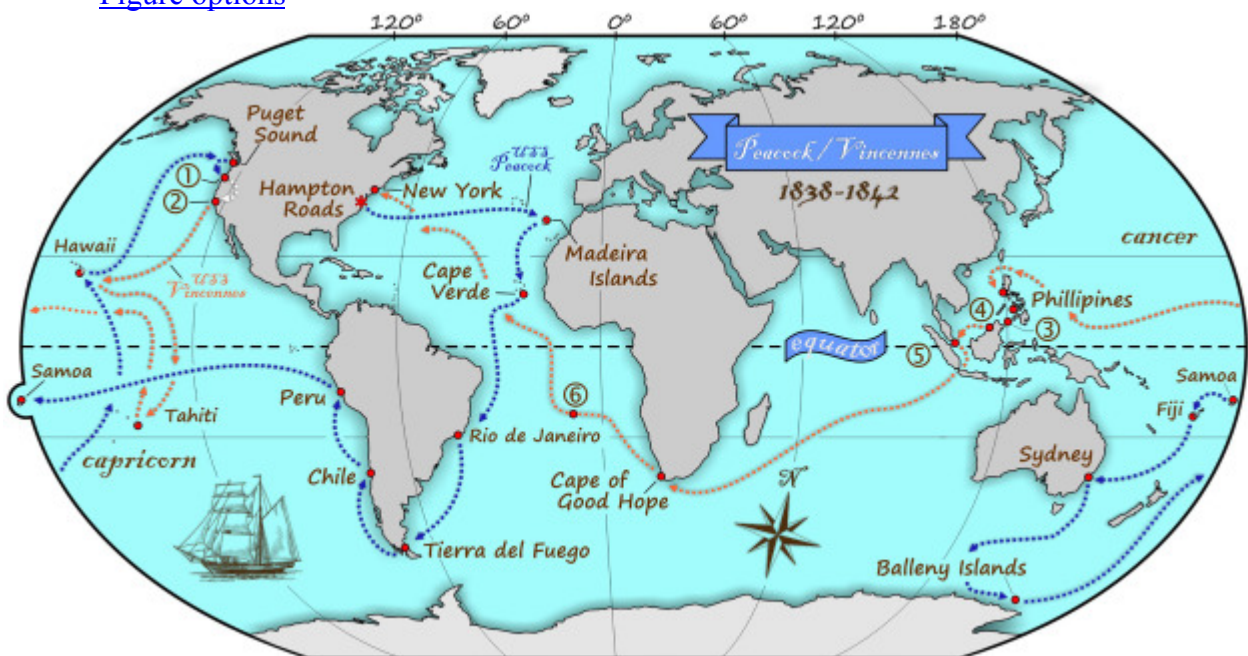 Figure options
120° 60° 0° 60° 120° 180°
Puget
Sound
①
②
Hampton
Roads
New York
USS
Peacock
Peacock/Vincennes
1838-1842
Hawaii
USS
Vincennes
Cape
Verde
Madeira
Islands
cancer
Phillipines
④
③
⑤
equator
Samoa
Tahiti
capricorn
Peru
Chile
Rio de Janeiro
⑥
Cape of
Good Hope
Tierra del Fuego
N
Samoa
Fiji
Sydney
Balleny Islands